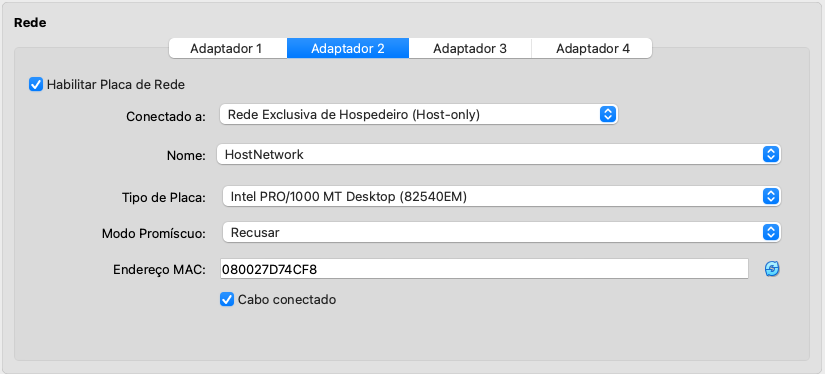 Rede
Adaptador 1 Adaptador 2 Adaptador 3 Adaptador 4
Habilitar Placa de Rede
Conectado a: Rede Exclusiva de Hospedeiro (Host-only)
Nome: HostNetwork
Tipo de Placa: Intel PRO/1000 MT Desktop (82540EM)
Modo Promíscuo: Recusar
Endereço MAC: 080027D74CF8
Cabo conectado